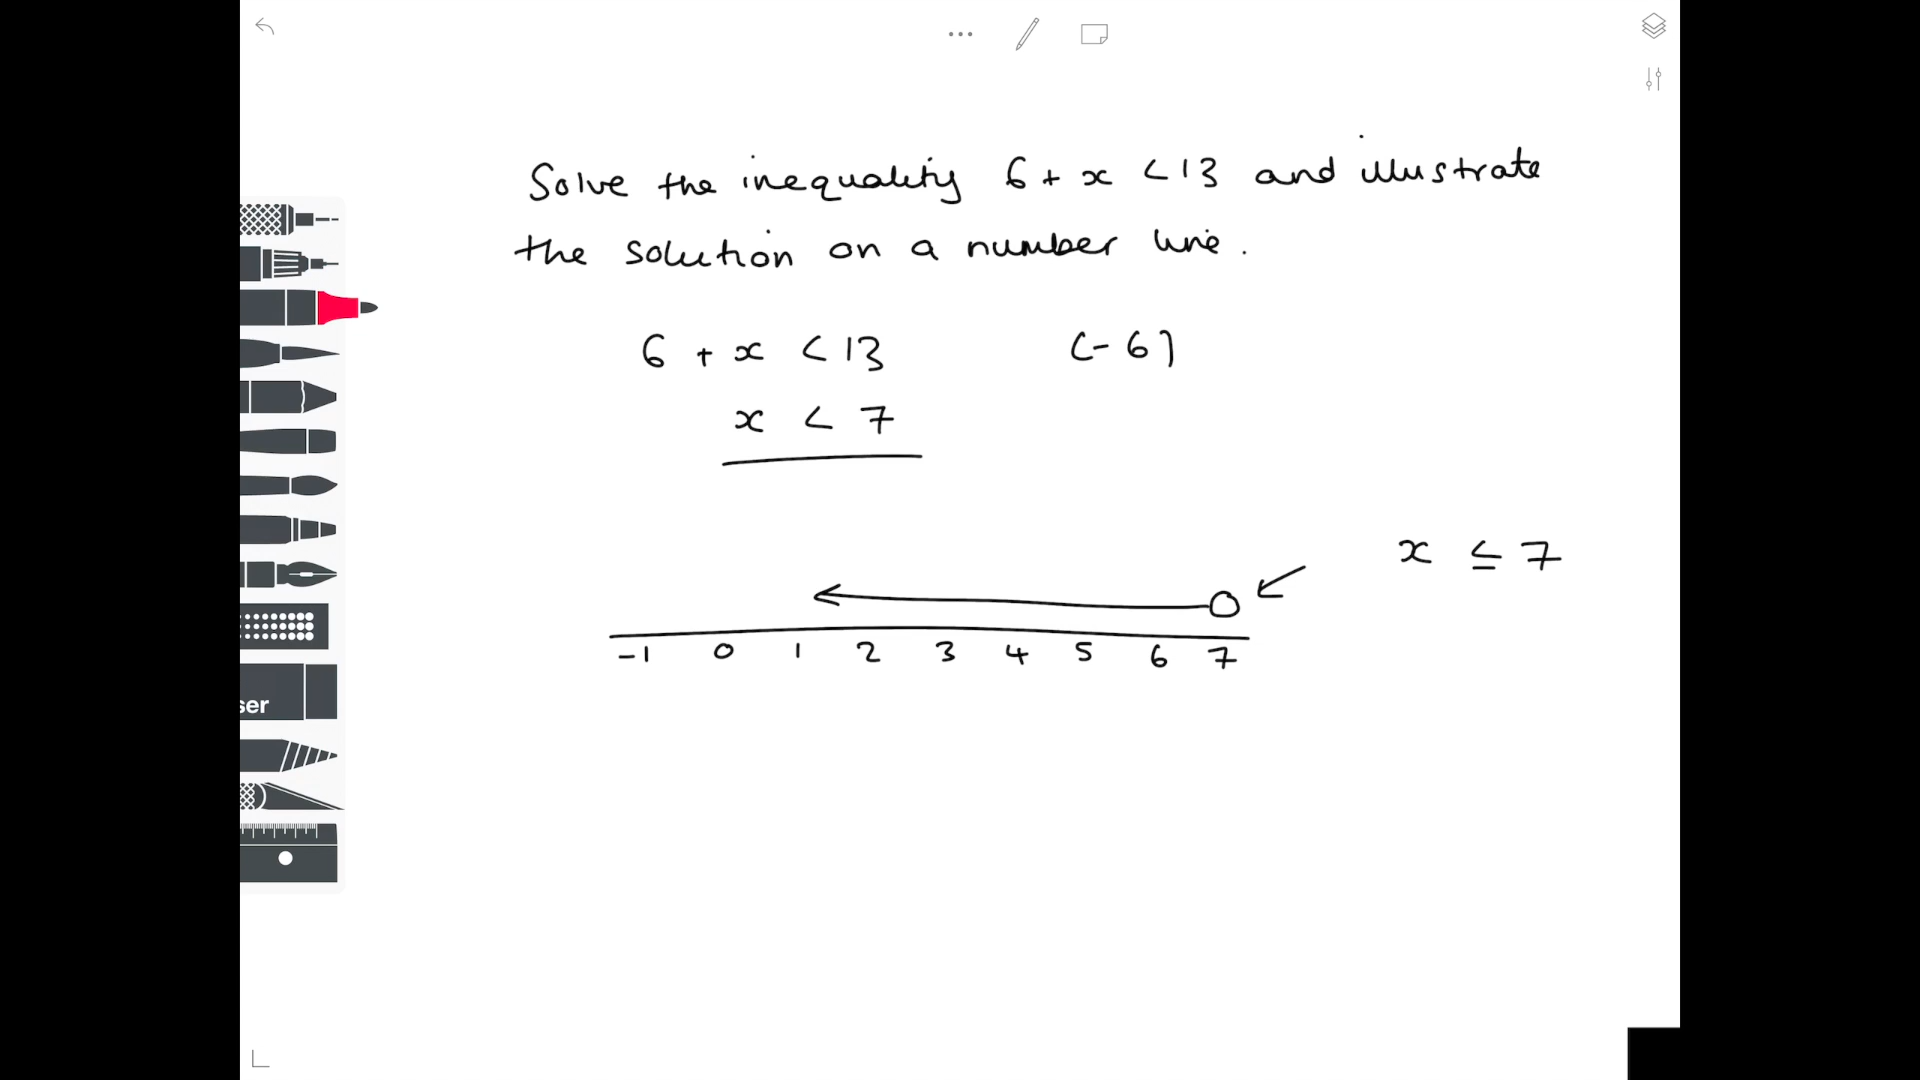 Solve the inequality 6 + x < 13 and illustrate
the solution on a number line.
6 + x < 13 (-6)
x < 7
x ≤ 7
-1 0 1 2 3 4 5 6 7
ser